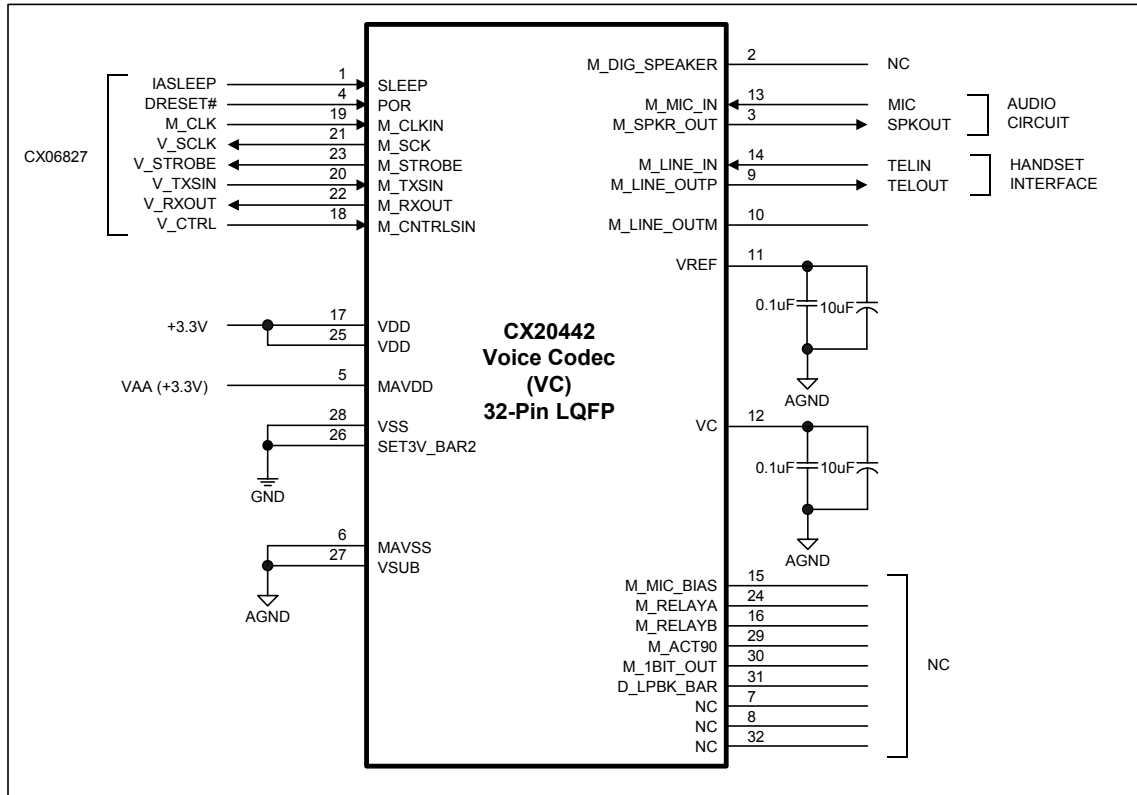 CX06827
IASLEEP 1 SLEEP
DRESET# 4 POR
M_CLK 19 M_CLKIN
V_SCLK 21 M_SCK
V_STROBE 23 M_STROBE
V_TXSIN 20 M_TXSIN
V_RXOUT 22 M_RXOUT
V_CTRL 18 M_CNTRLSIN
+3.3V 17 VDD
25 VDD
VAA (+3.3V) 5 MAVDD
28 VSS
26 SET3V_BAR2
GND
6 MAVSS
27 VSUB
AGND
CX20442
Voice Codec
(VC)
32-Pin LQFP
M_DIG_SPEAKER 2 NC
M_MIC_IN 13 MIC
M_SPKR_OUT 3 SPKOUT
AUDIO
CIRCUIT
M_LINE_IN 14 TELIN
M_LINE_OUTP 9 TELOUT
HANDSET
INTERFACE
M_LINE_OUTM 10
VREF 11
0.1uF 10uF
AGND
VC 12
0.1uF 10uF
AGND
M_MIC_BIAS 15
M_RELAYA 24
M_RELAYB 16
M_ACT90 29
M_1BIT_OUT 30
D_LPBK_BAR 31
NC 7
NC 8
NC 32
NC